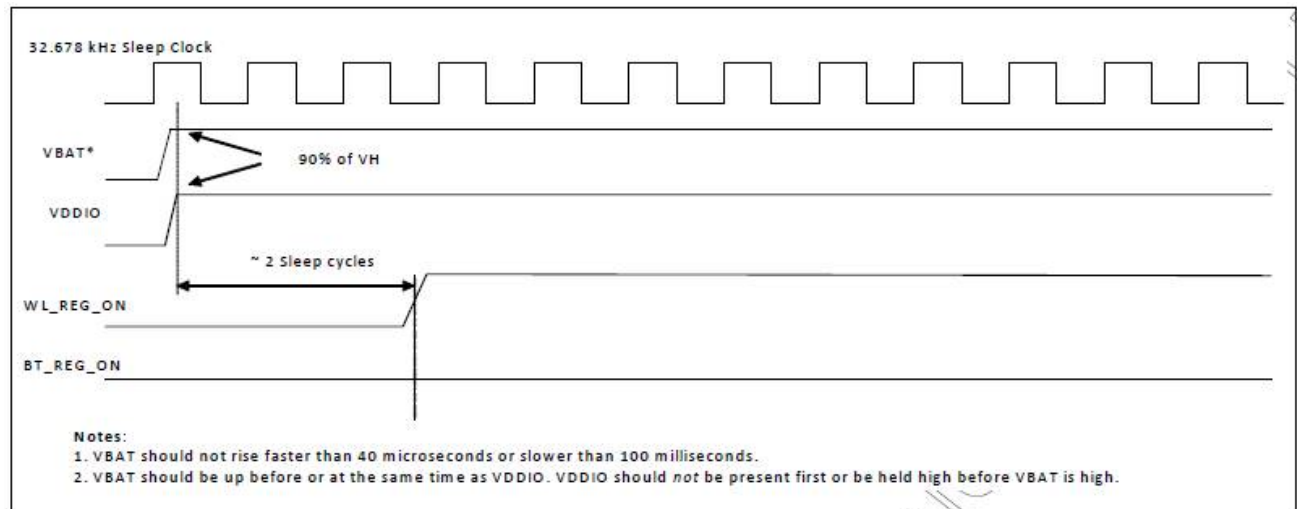 32.678 kHz Sleep Clock
VBAT*
90% of VH
VDDIO
~ 2 Sleep cycles
WL_REG_ON
BT_REG_ON
Notes:
1. VBAT should not rise faster than 40 microseconds or slower than 100 milliseconds.
2. VBAT should be up before or at the same time as VDDIO. VDDIO should not be present first or be held high before VBAT is high.